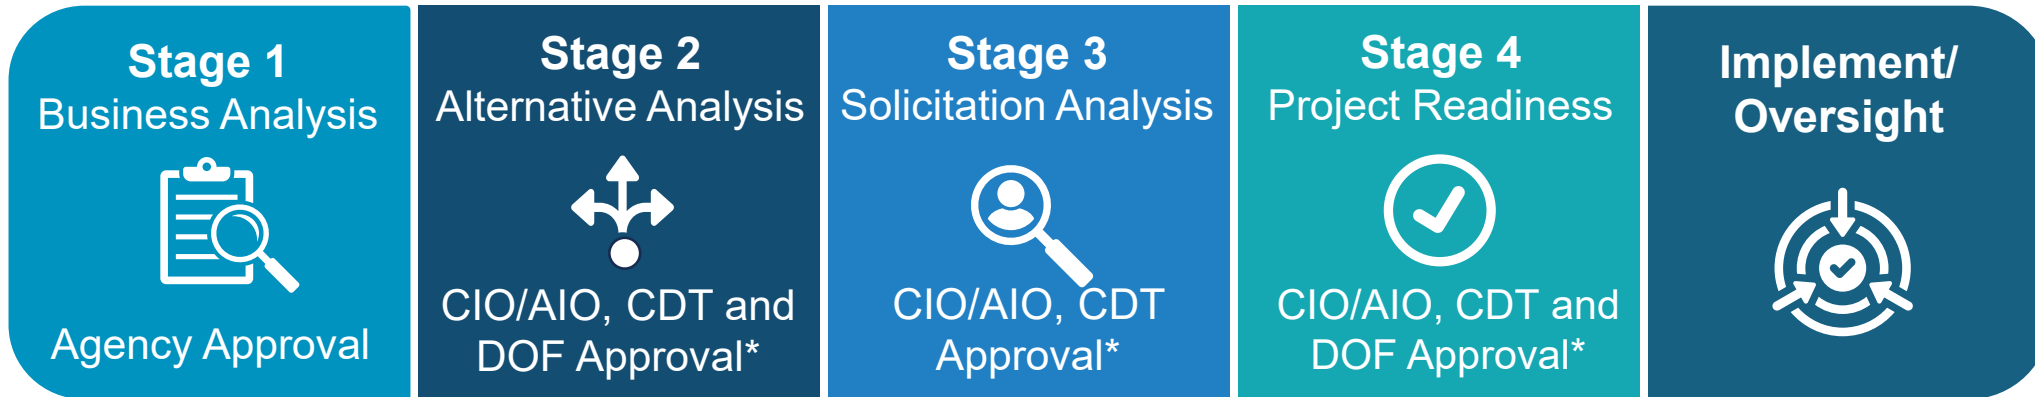 Stage 1
Business Analysis
Agency Approval
Stage 2
Alternative Analysis
CIO/AIO, CDT and
DOF Approval*
Stage 3
Solicitation Analysis
CIO/AIO, CDT
Approval*
Stage 4
Project Readiness
CIO/AIO, CDT and
DOF Approval*
Implement/
Oversight